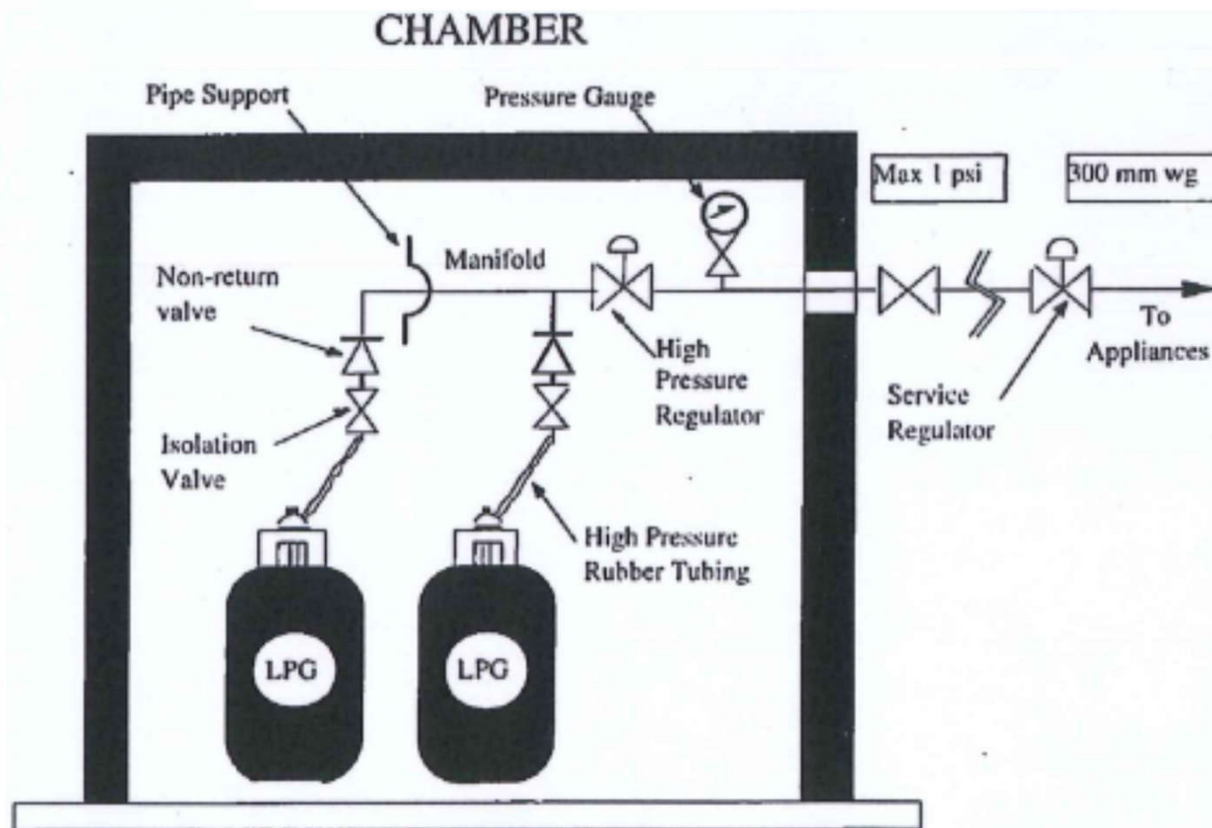 CHAMBER
Pipe Support
Pressure Gauge
Max 1 psi
300 mm wg
Manifold
Non-return
valve
High
Pressure
Regulator
To
Appliances
Service
Regulator
Isolation
Valve
High Pressure
Rubber Tubing
LPG
LPG